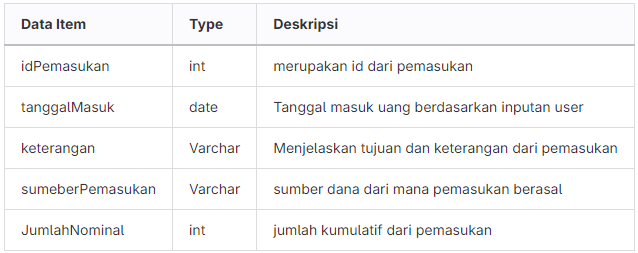 Data Item Type Deskripsi
idPemasukan int merupakan id dari pemasukan
tanggalMasuk date Tanggal masuk uang berdasarkan inputan user
keterangan Varchar Menjelaskan tujuan dan keterangan dari pemasukan
sumeberPemasukan Varchar sumber dana dari mana pemasukan berasal
JumlahNominal int jumlah kumulatif dari pemasukan